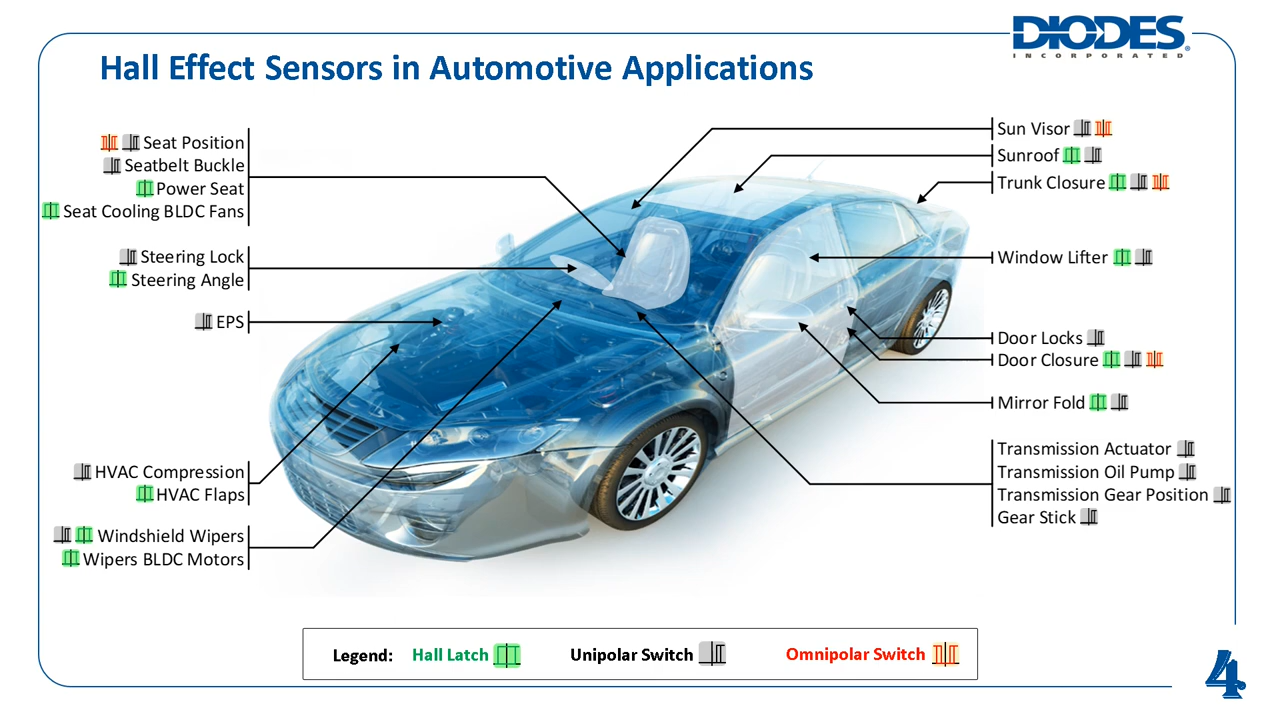 DIODES
INCORPORATED
Hall Effect Sensors in Automotive Applications
Seat Position
Seatbelt Buckle
Power Seat
Seat Cooling BLDC Fans
Steering Lock
Steering Angle
EPS
HVAC Compression
HVAC Flaps
Windshield Wipers
Wipers BLDC Motors
Sun Visor
Sunroof
Trunk Closure
Window Lifter
Door Locks
Door Closure
Mirror Fold
Transmission Actuator
Transmission Oil Pump
Transmission Gear Position
Gear Stick
Legend: Hall Latch Unipolar Switch Omnipolar Switch
4